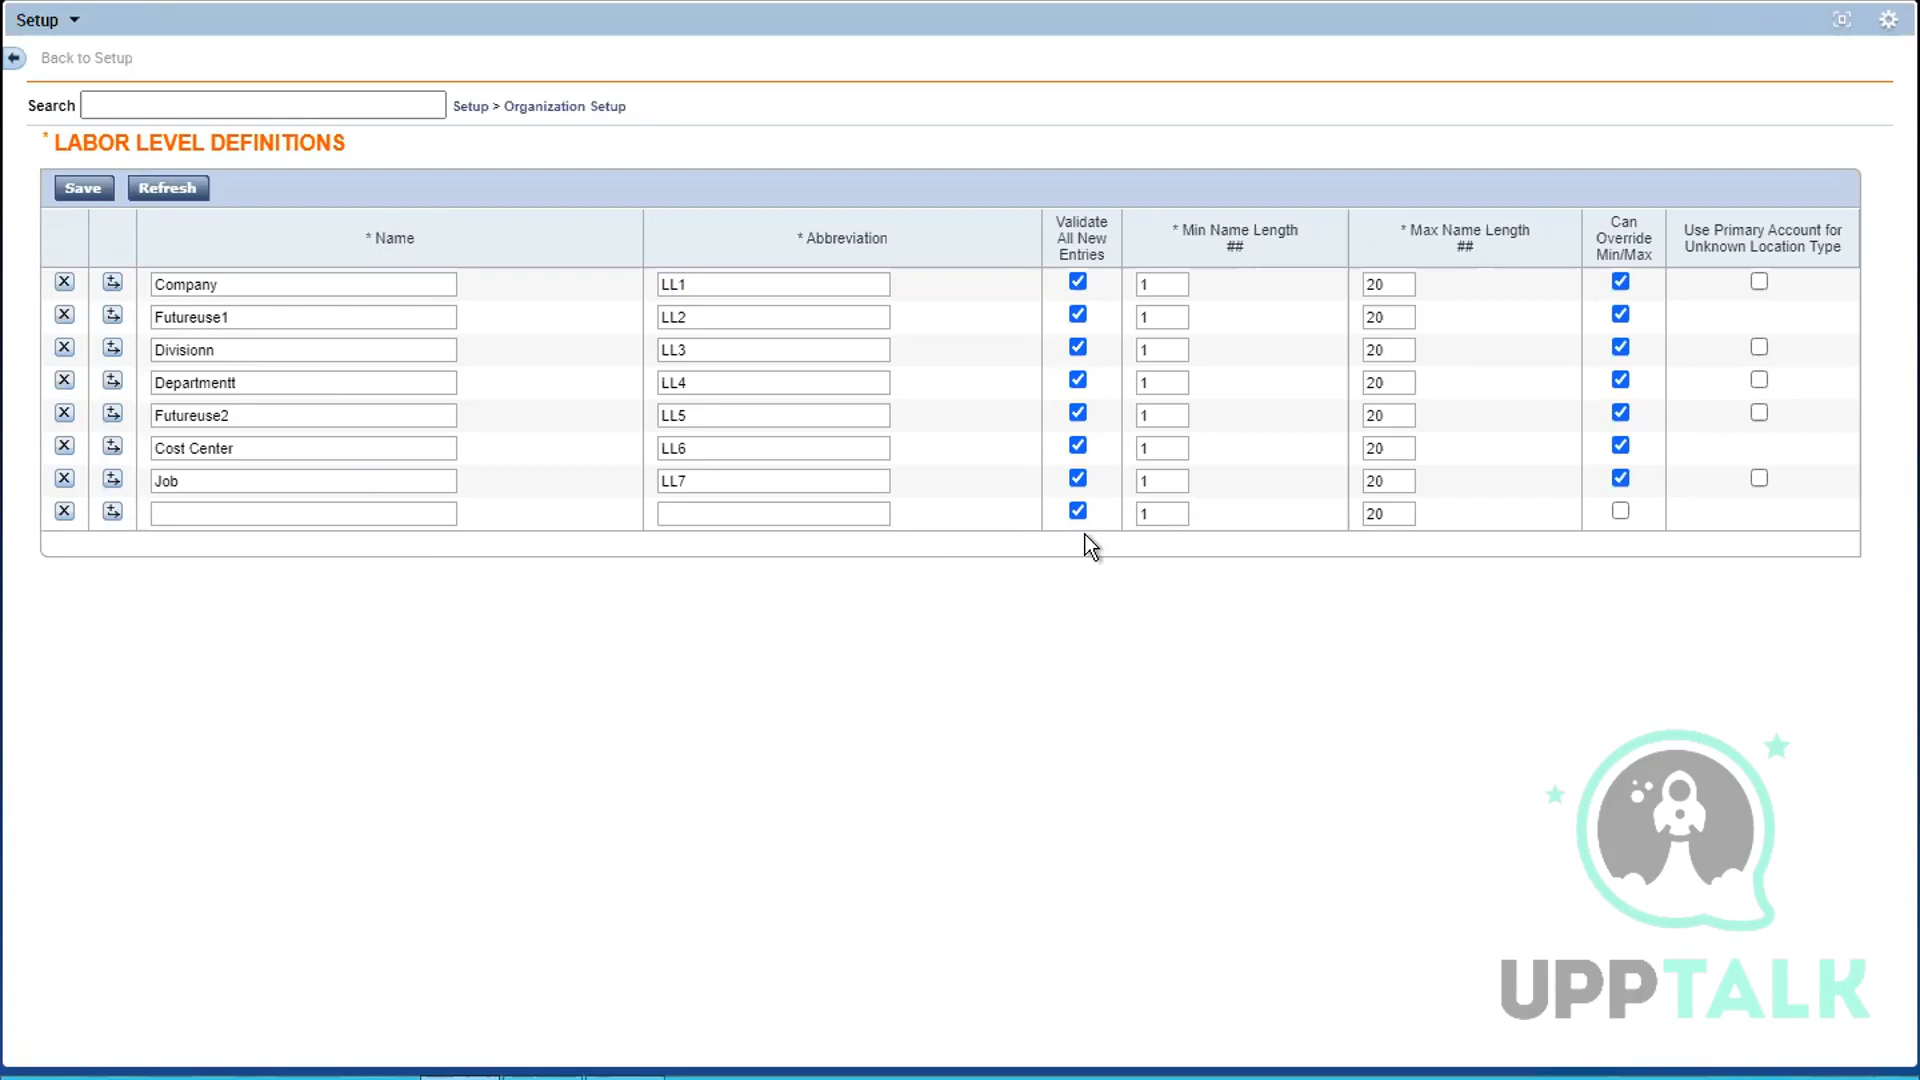 Setup
Back to Setup
Search Setup > Organization Setup
* LABOR LEVEL DEFINITIONS
Save Refresh
* Name * Abbreviation Validate All New Entries * Min Name Length ## * Max Name Length ## Can Override Min/Max Use Primary Account for Unknown Location Type
Company LL1 1 20
Futureuse1 LL2 1 20
Divisionn LL3 1 20
Departmentt LL4 1 20
Futureuse2 LL5 1 20
Cost Center LL6 1 20
Job LL7 1 20
1 20
UPPTALK